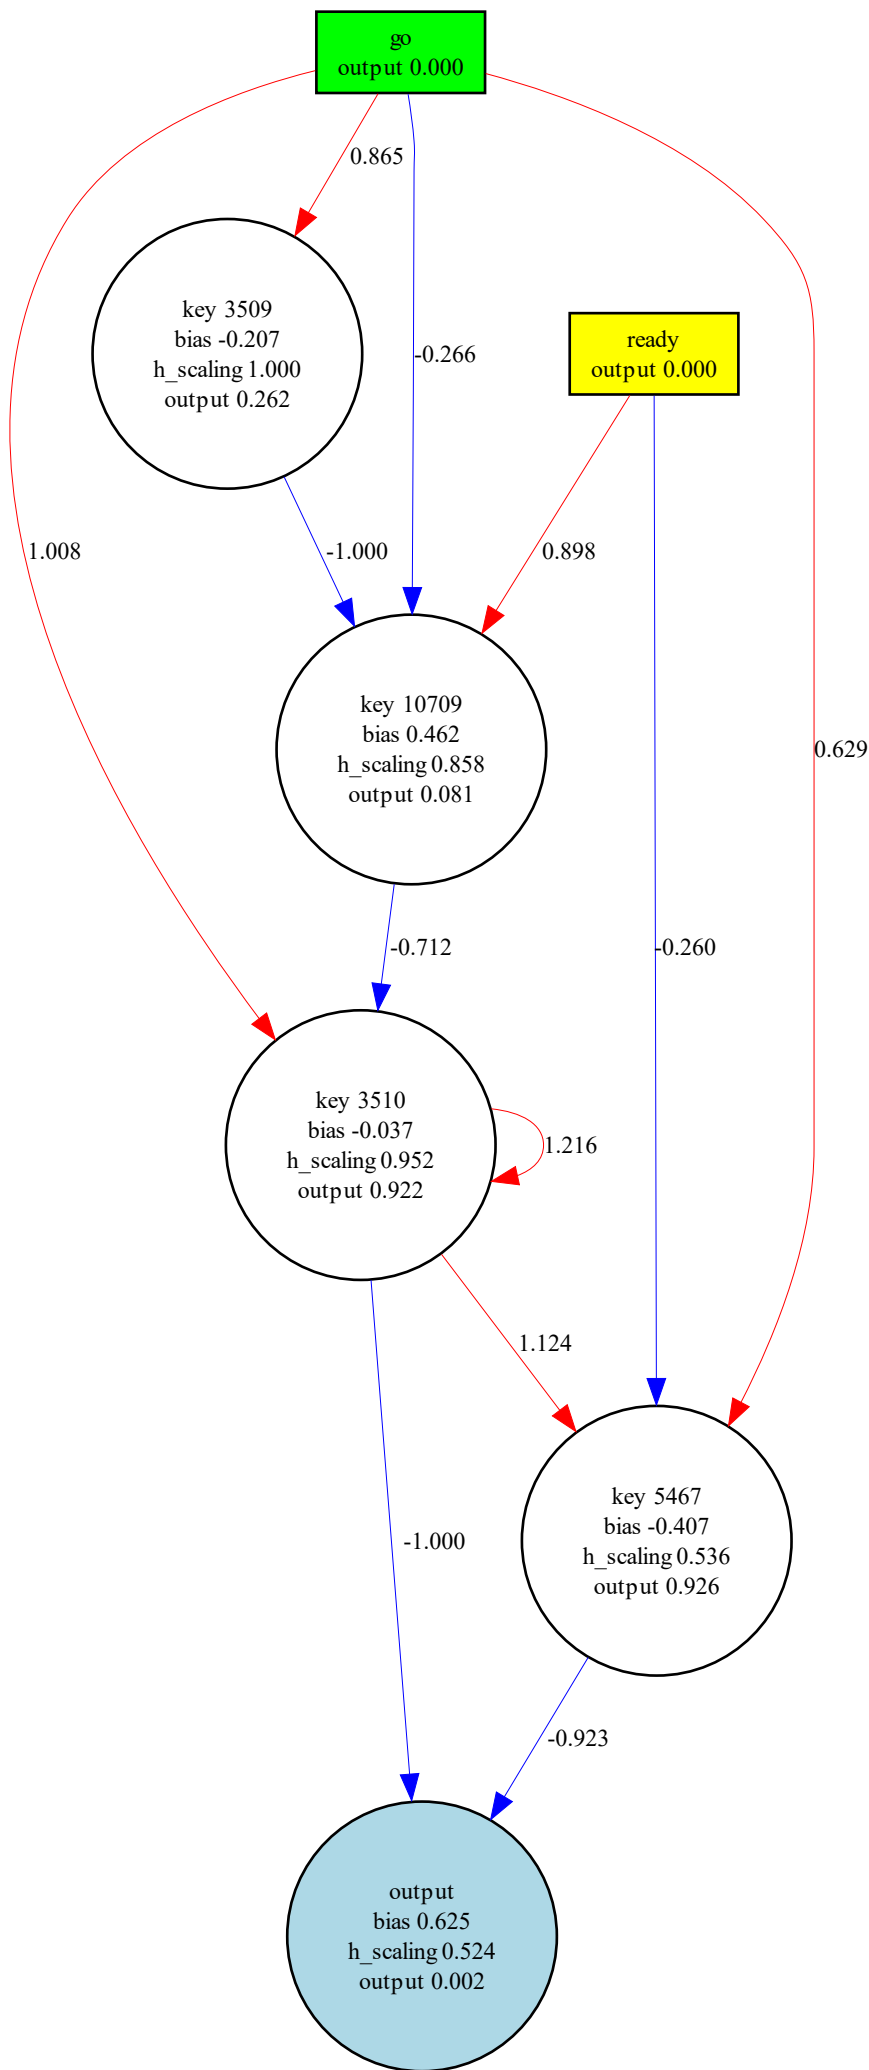 go
output 0.000
0.865
key 3509
bias -0.207
h_scaling 1.000
output 0.262
-0.266
ready
output 0.000
1.008
-1.000
0.898
key 10709
bias 0.462
h_scaling 0.858
output 0.081
0.629
-0.712
-0.260
key 3510
bias -0.037
h_scaling 0.952
output 0.922
1.216
1.124
key 5467
bias -0.407
h_scaling 0.536
output 0.926
-1.000
-0.923
output
bias 0.625
h_scaling 0.524
output 0.002